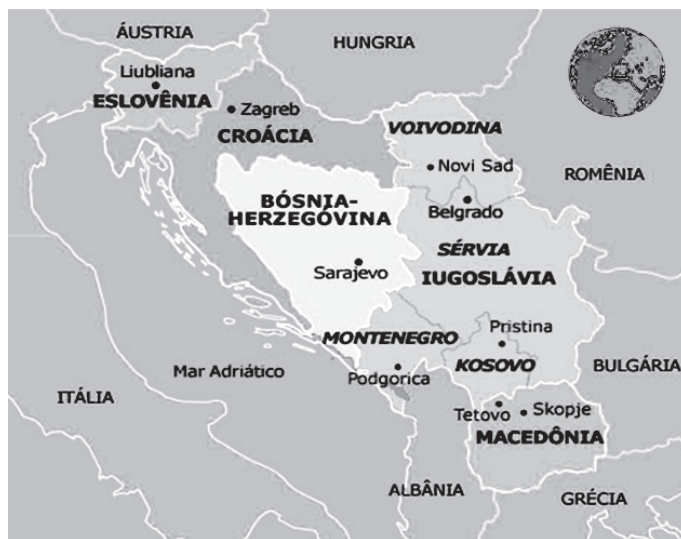 ÁUSTRIA
HUNGRIA
Liubliana
ESLOVÊNIA
Zagreb
CROÁCIA
VOIVODINA
Novi Sad
ROMÊNIA
BÓSNIA-
HERZEGÓVINA
Belgrado
SÉRVIA
IUGOSLÁVIA
Sarajevo
MONTENEGRO
Pristina
Mar Adriático
Podgorica
KOSOVO
BULGÁRIA
ITÁLIA
Tetovo
Skopje
MACEDÔNIA
ALBÂNIA
GRÉCIA